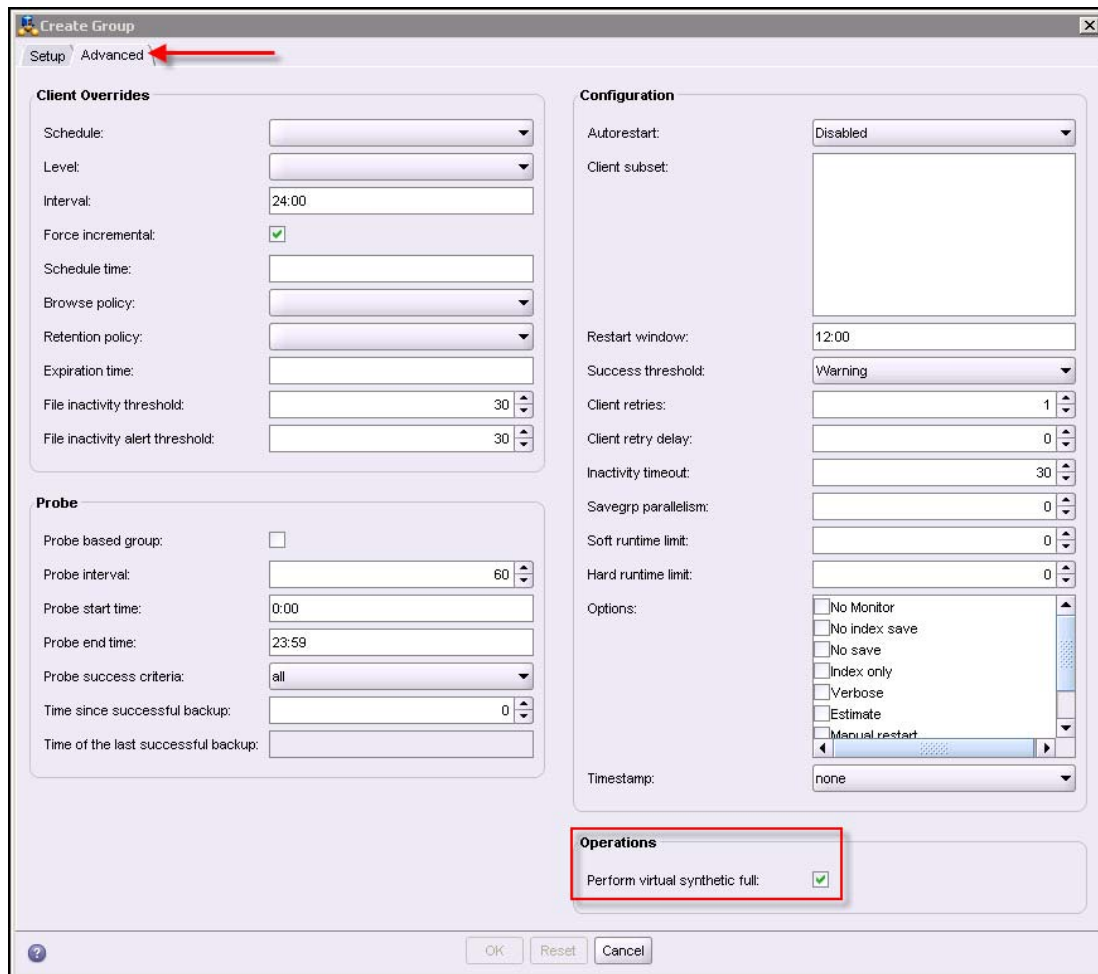 Create Group
Setup
Advanced
Client Overrides
Schedule:
Level:
Interval: 24:00
Force incremental:
Schedule time:
Browse policy:
Retention policy:
Expiration time:
File inactivity threshold: 30
File inactivity alert threshold: 30
Probe
Probe based group:
Probe interval: 60
Probe start time: 0:00
Probe end time: 23:59
Probe success criteria: all
Time since successful backup: 0
Time of the last successful backup:
Configuration
Autorestart: Disabled
Client subset:
Restart window: 12:00
Success threshold: Warning
Client retries: 1
Client retry delay: 0
Inactivity timeout: 30
Savegrp parallelism: 0
Soft runtime limit: 0
Hard runtime limit: 0
Options:
No Monitor
No index save
No save
Index only
Verbose
Estimate
Manual restart
Timestamp: none
Operations
Perform virtual synthetic full:
OK
Reset
Cancel